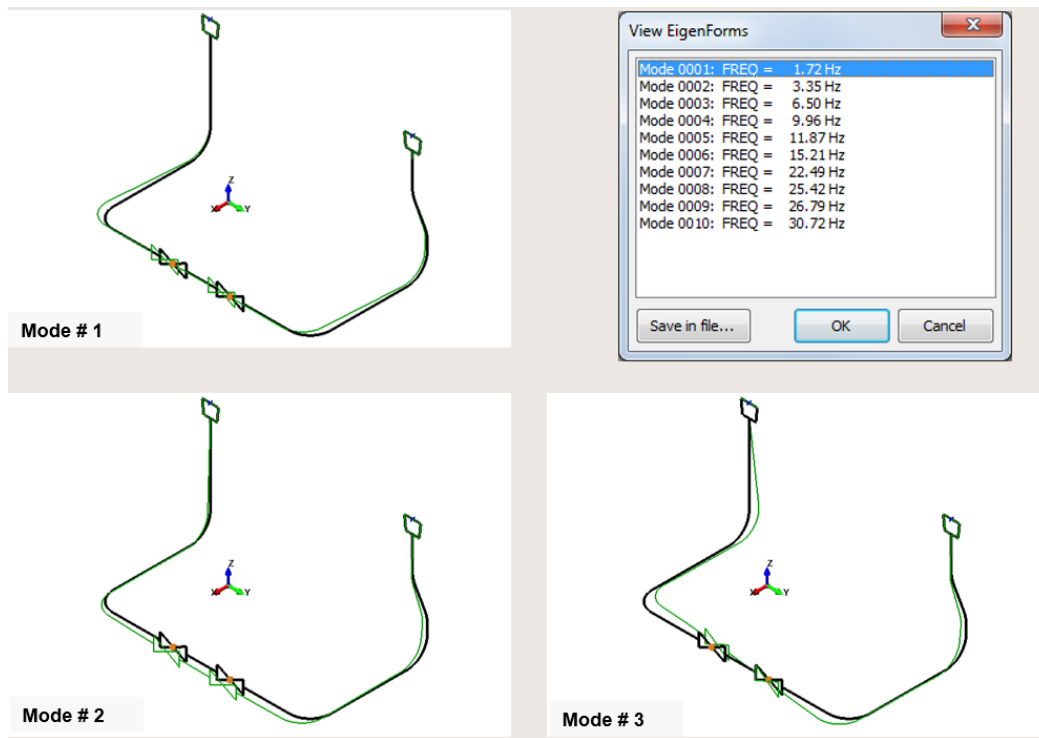 Z
X
Y
Mode # 1
View EigenForms
Mode 0001: FREQ = 1.72 Hz
Mode 0002: FREQ = 3.35 Hz
Mode 0003: FREQ = 6.50 Hz
Mode 0004: FREQ = 9.96 Hz
Mode 0005: FREQ = 11.87 Hz
Mode 0006: FREQ = 15.21 Hz
Mode 0007: FREQ = 22.49 Hz
Mode 0008: FREQ = 25.42 Hz
Mode 0009: FREQ = 26.79 Hz
Mode 0010: FREQ = 30.72 Hz
Save in file... OK Cancel
Z
X
Y
Mode # 2
Z
X
Y
Mode # 3